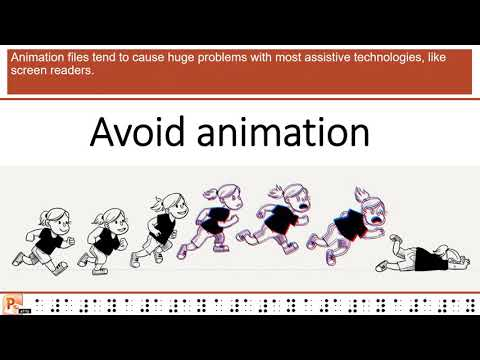 Animation files tend to cause huge problems with most assistive technologies, like
screen readers.
Avoid animation
P